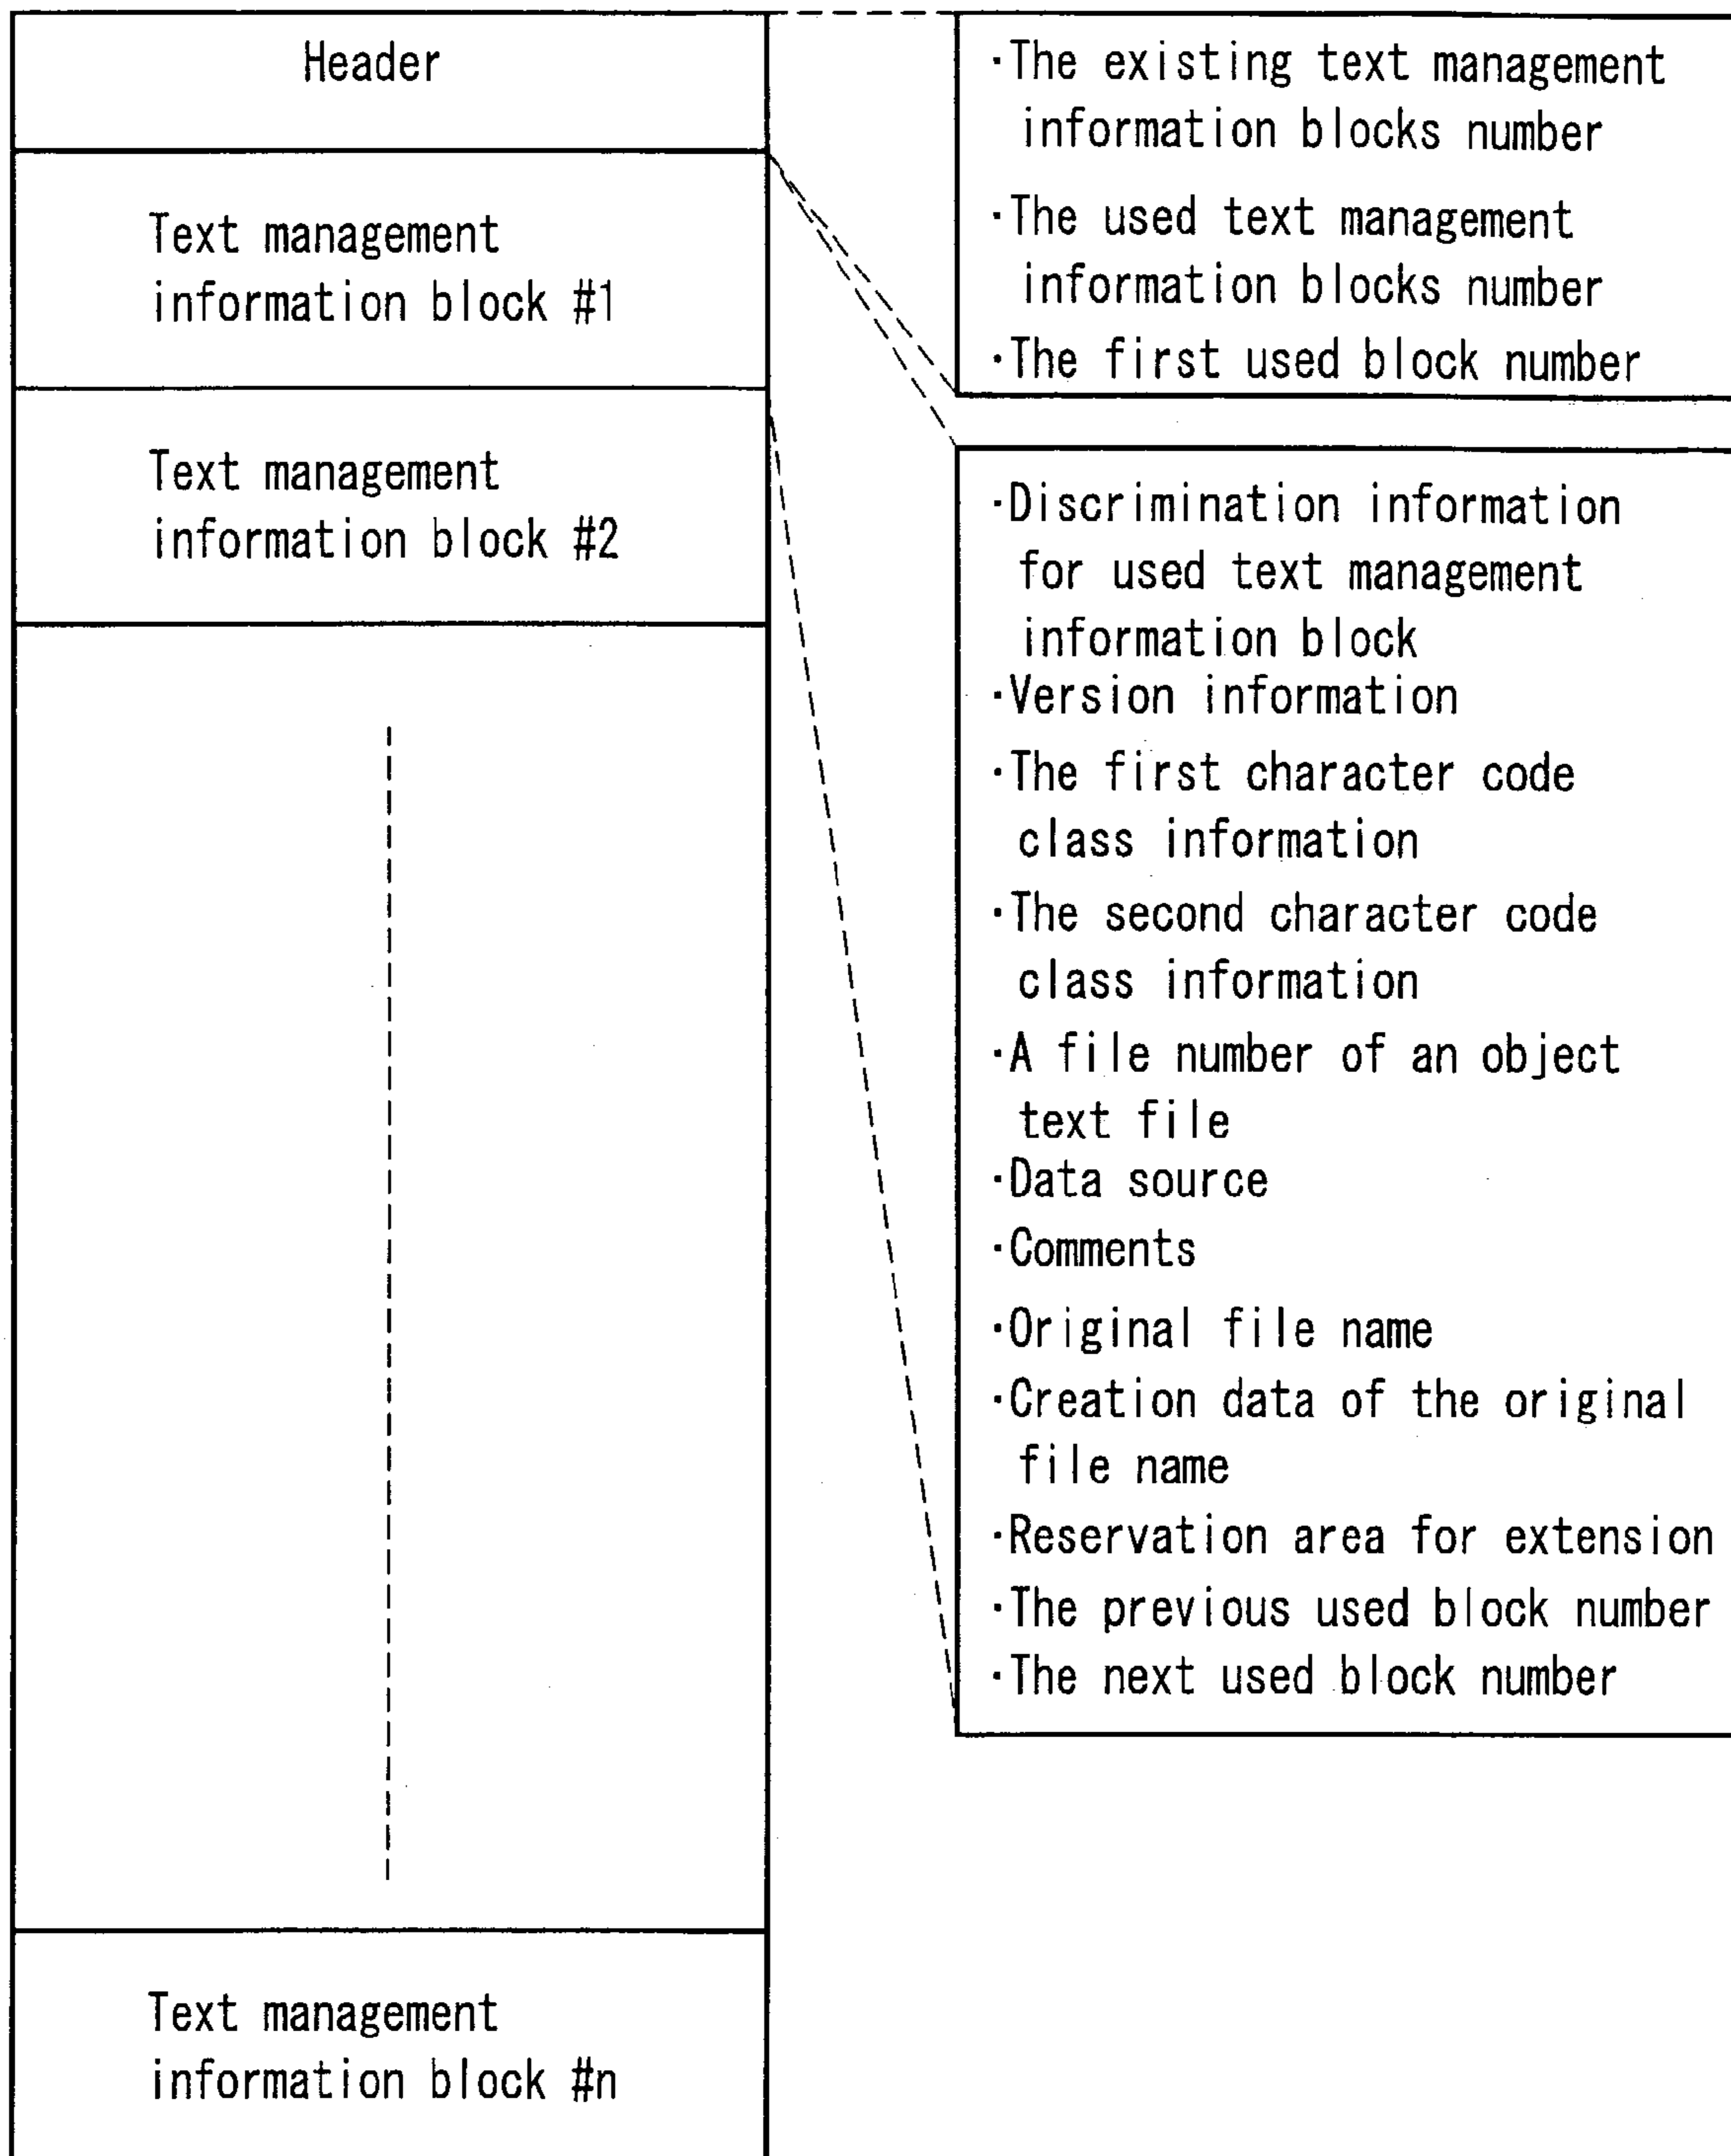 Header
Text management
information block #1
Text management
information block #2
Text management
information block #n
·The existing text management
information blocks number
·The used text management
information blocks number
·The first used block number
·Discrimination information
for used text management
information block
·Version information
·The first character code
class information
·The second character code
class information
·A file number of an object
text file
·Data source
·Comments
·Original file name
·Creation data of the original
file name
·Reservation area for extension
·The previous used block number
·The next used block number